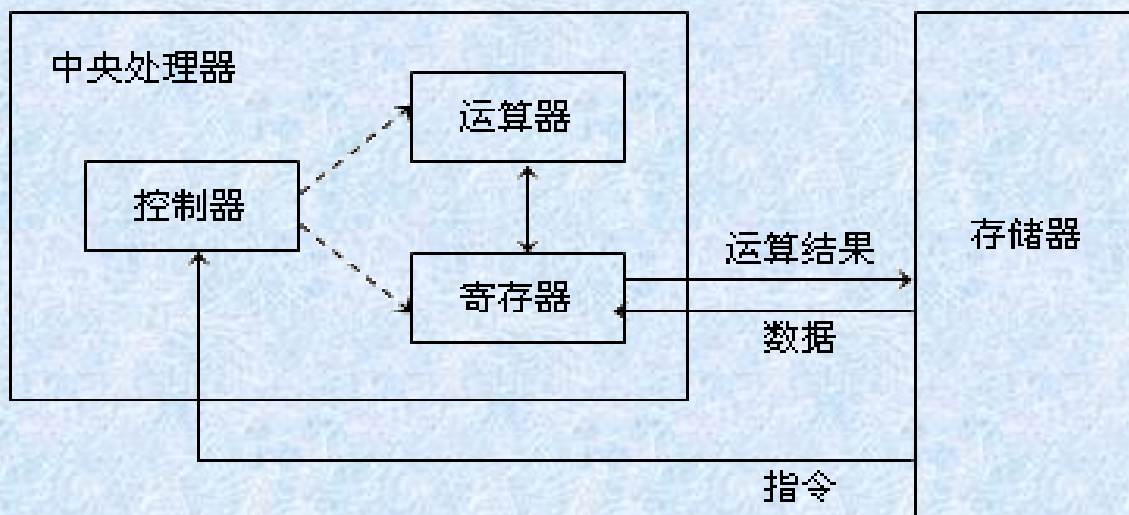 中央处理器
运算器
控制器
寄存器
运算结果
数据
存储器
指令